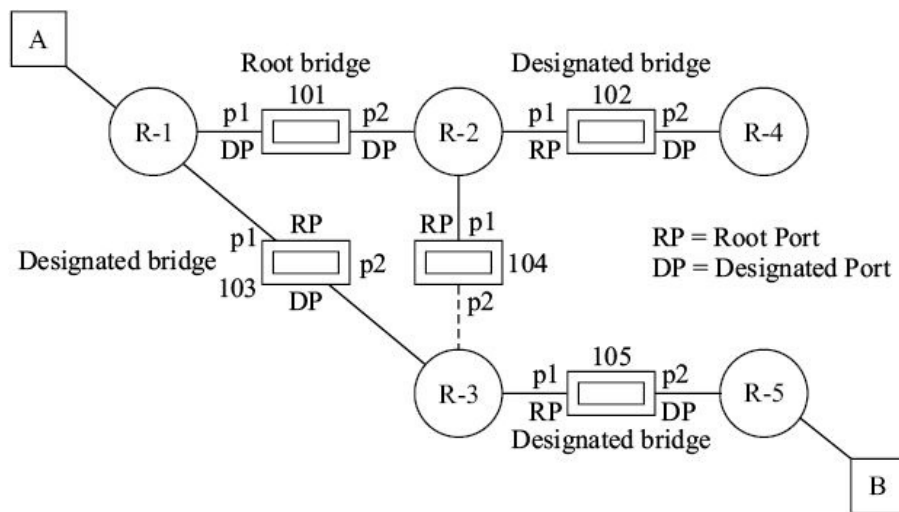 A
Root bridge
Designated bridge
101
102
p1
p2
p1
p2
R-1
R-2
R-4
DP
DP
RP
DP
RP
RP
p1
RP = Root Port
p1
Designated bridge
p2
104
DP = Designated Port
103
DP
p2
105
p1
p2
R-3
R-5
RP
DP
Designated bridge
B